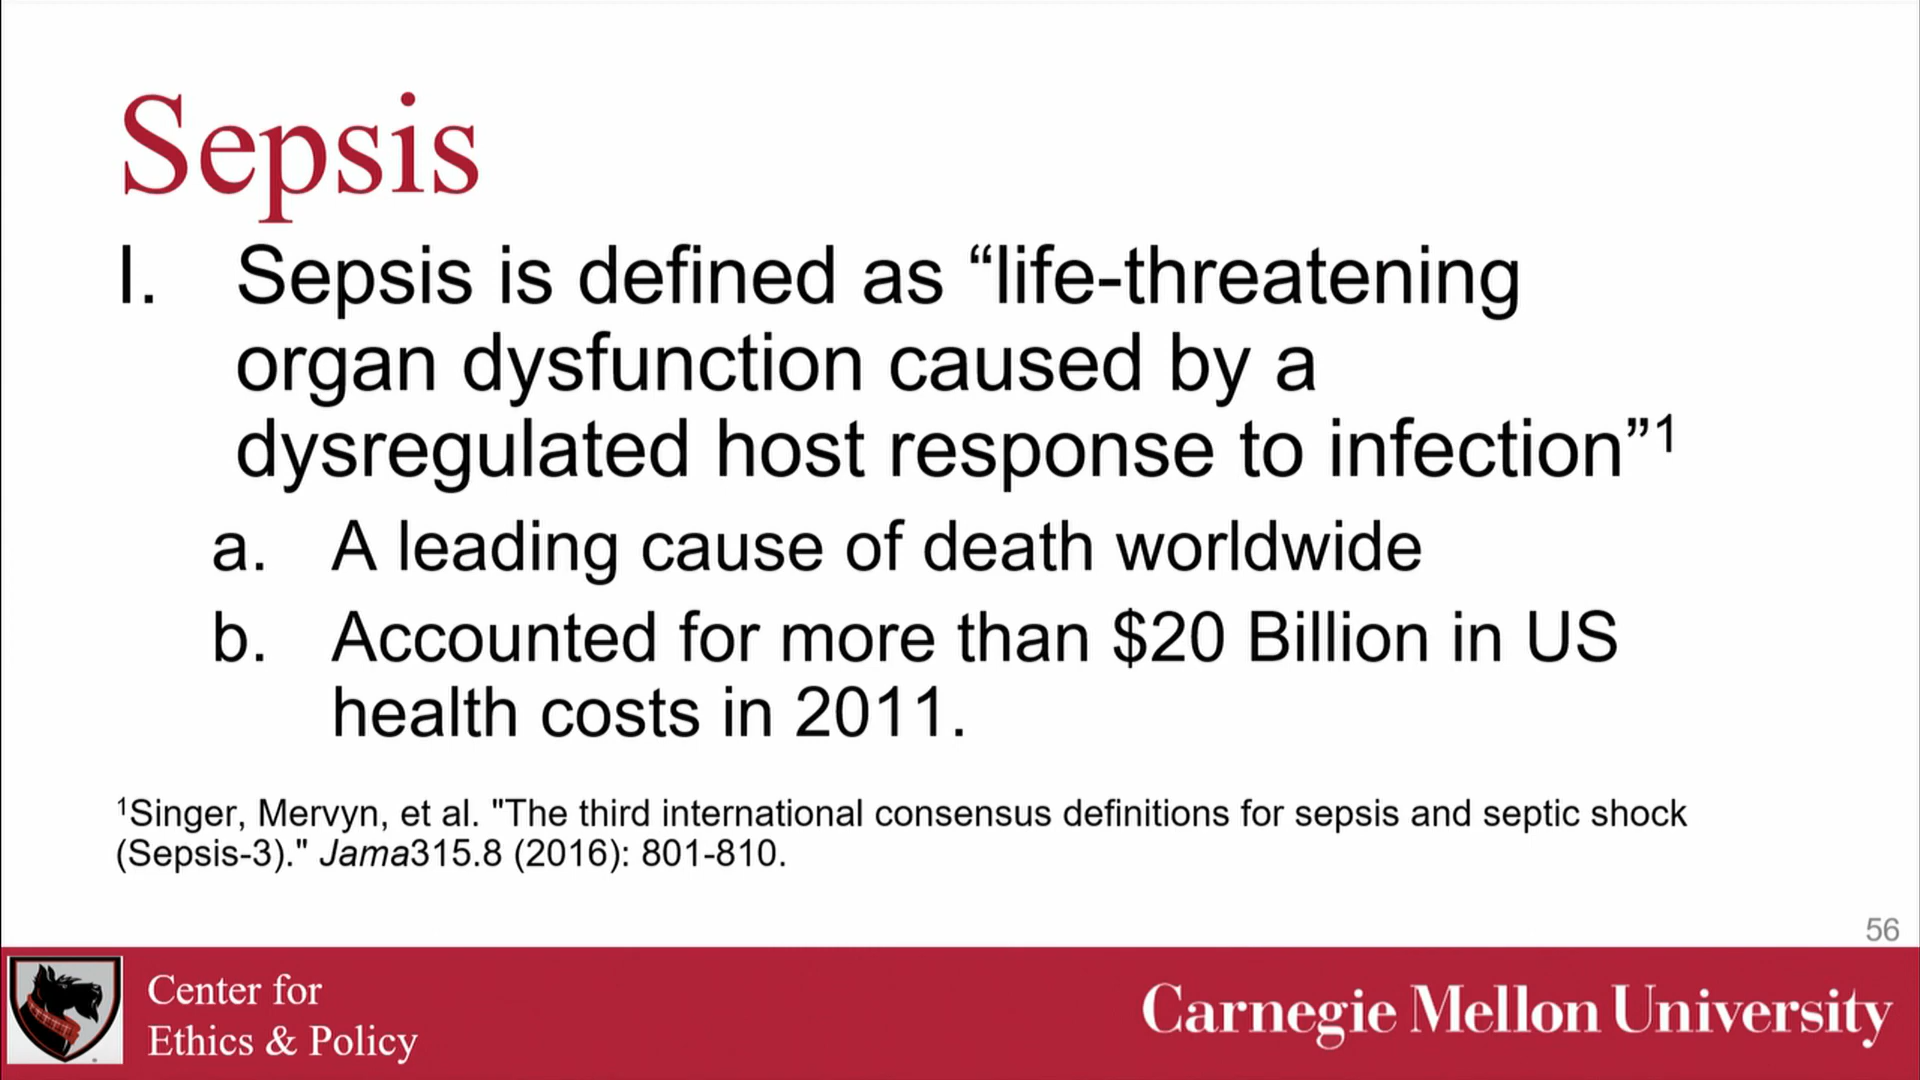 Sepsis
I. Sepsis is defined as “life-threatening
organ dysfunction caused by a
dysregulated host response to infection”¹
a. A leading cause of death worldwide
b. Accounted for more than $20 Billion in US
health costs in 2011.
¹Singer, Mervyn, et al. "The third international consensus definitions for sepsis and septic shock
(Sepsis-3)." Jama315.8 (2016): 801-810.
56
Center for
Ethics & Policy
Carnegie Mellon University